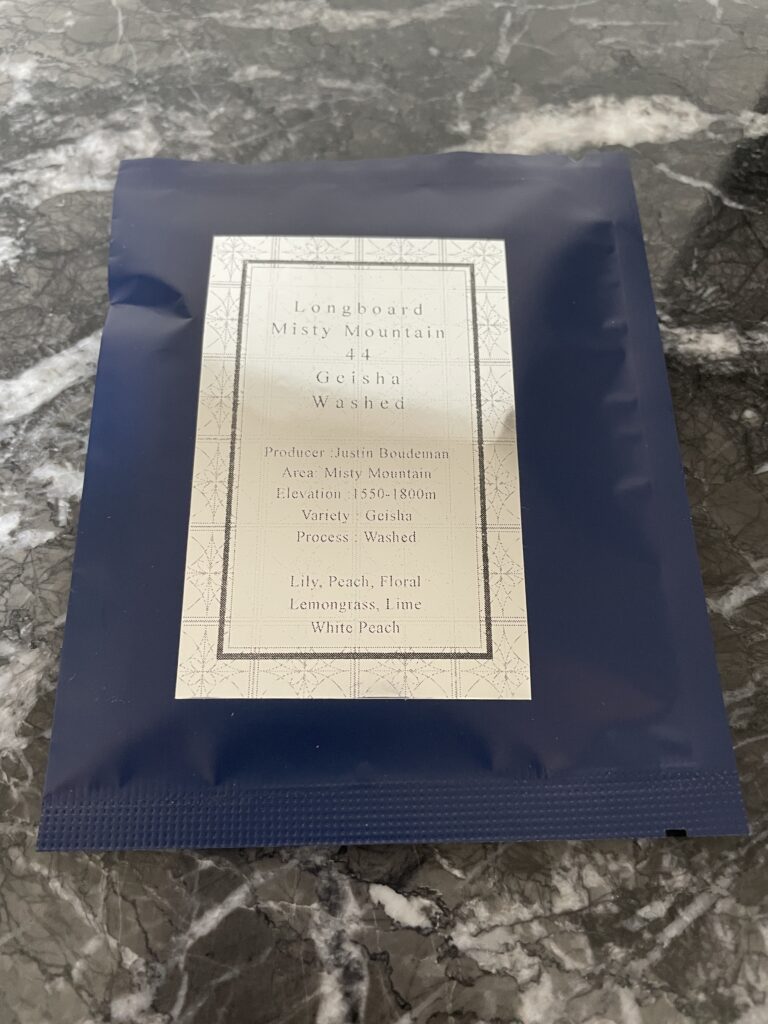 Longboard
Misty Mountain
44
Geisha
Washed
Producer :Justin Boudeman
Area: Misty Mountain
Elevation :1550-1800m
Variety : Geisha
Process : Washed
Lily, Peach, Floral
Lemongrass, Lime
White Peach